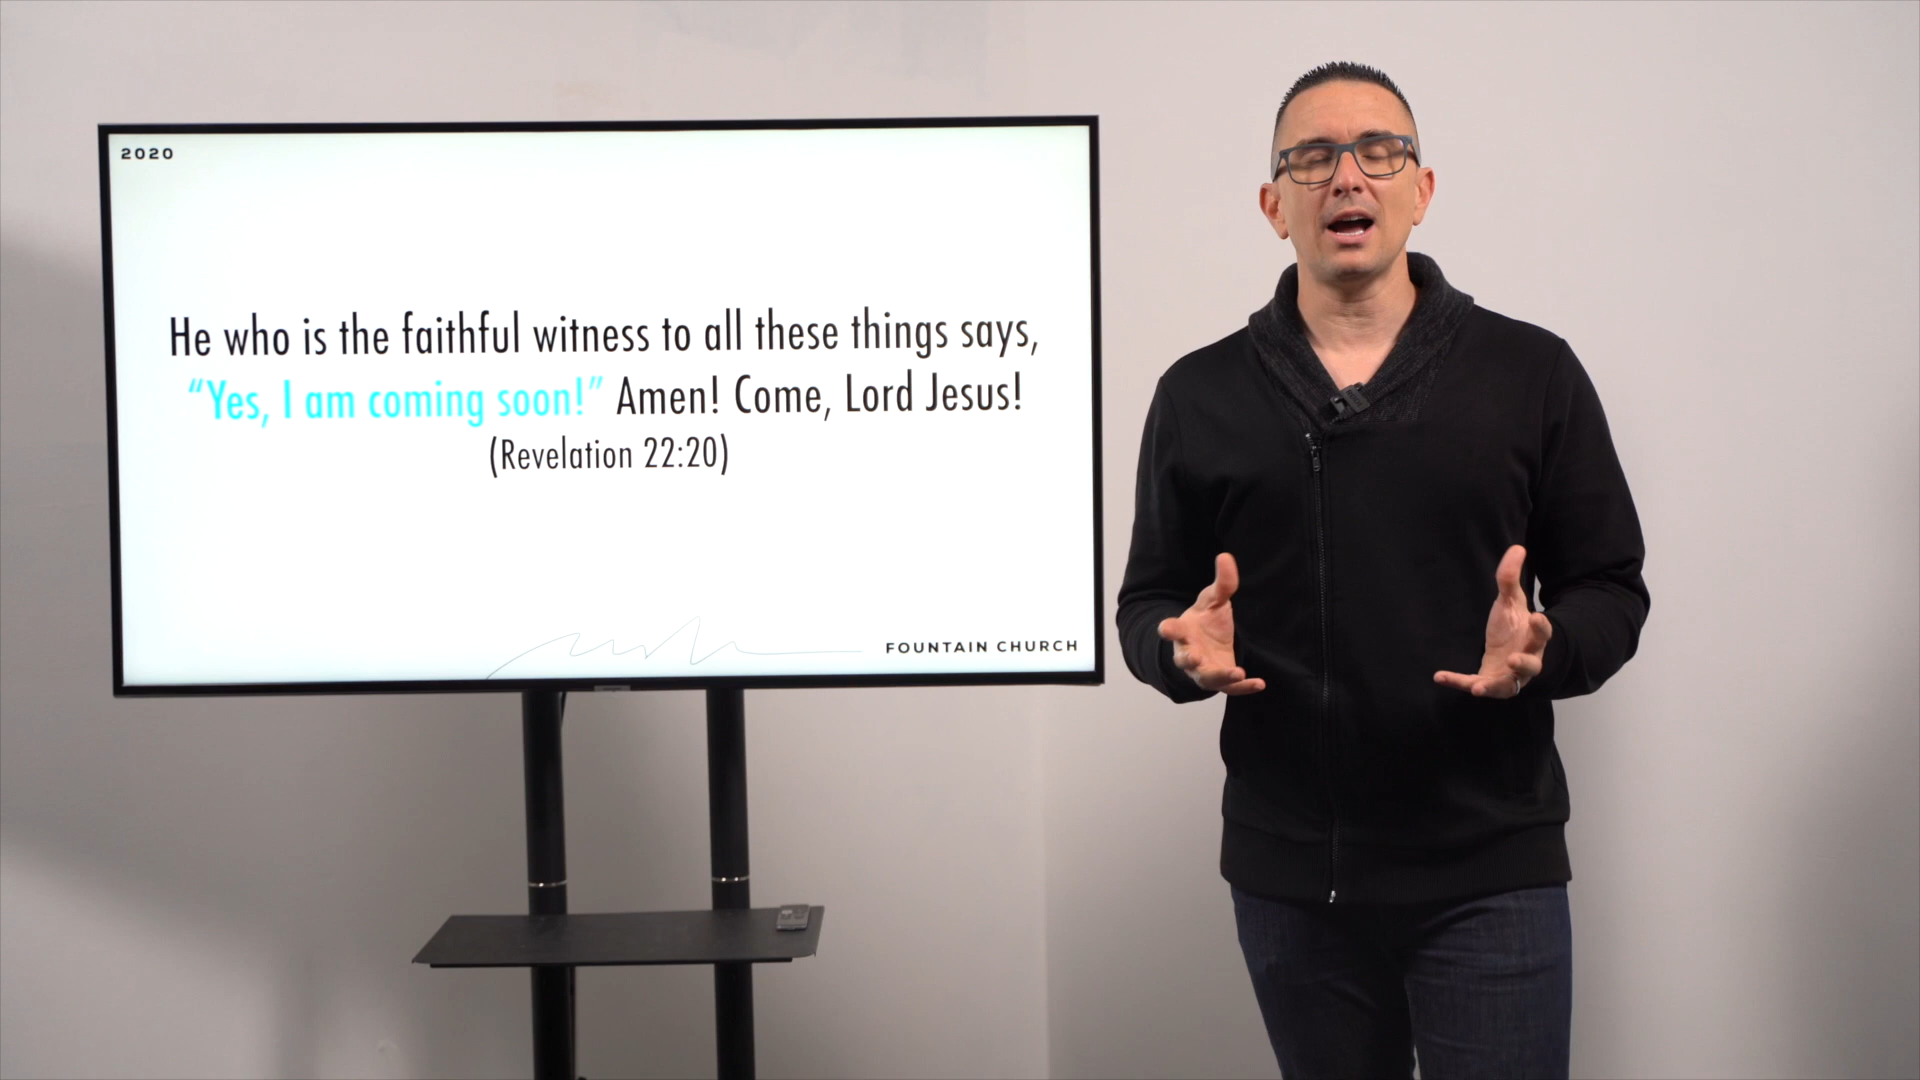 2020
He who is the faithful witness to all these things says,
“Yes, I am coming soon!” Amen! Come, Lord Jesus!
(Revelation 22:20)
FOUNTAIN CHURCH